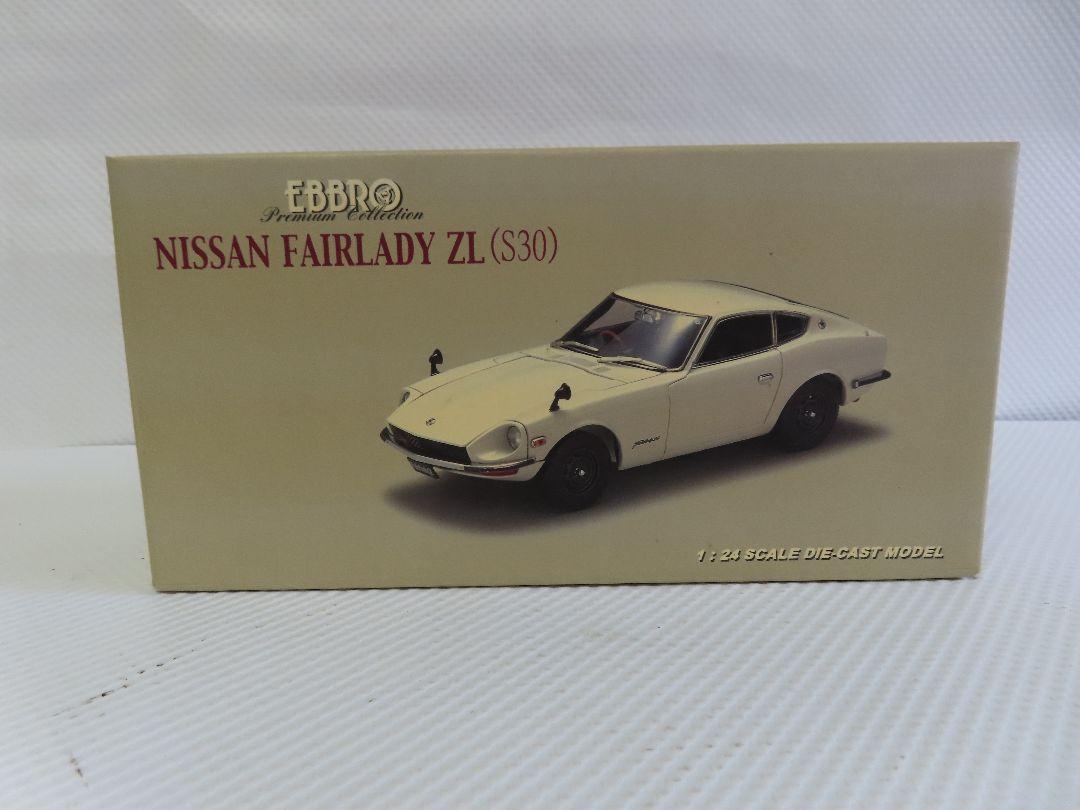 EBBRO
Premium Collection
NISSAN FAIRLADY ZL (S30)
1 : 24 SCALE DIE-CAST MODEL